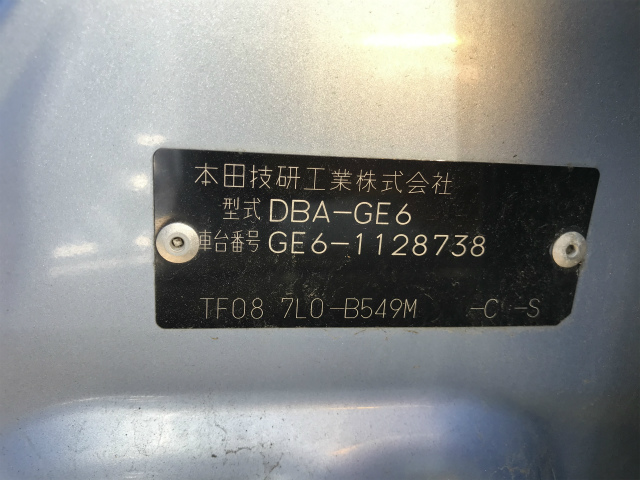 本田技研工業株式会社
型式 DBA-GE6
車台番号 GE6-1128738
TF08 7L0-B549M -C -S